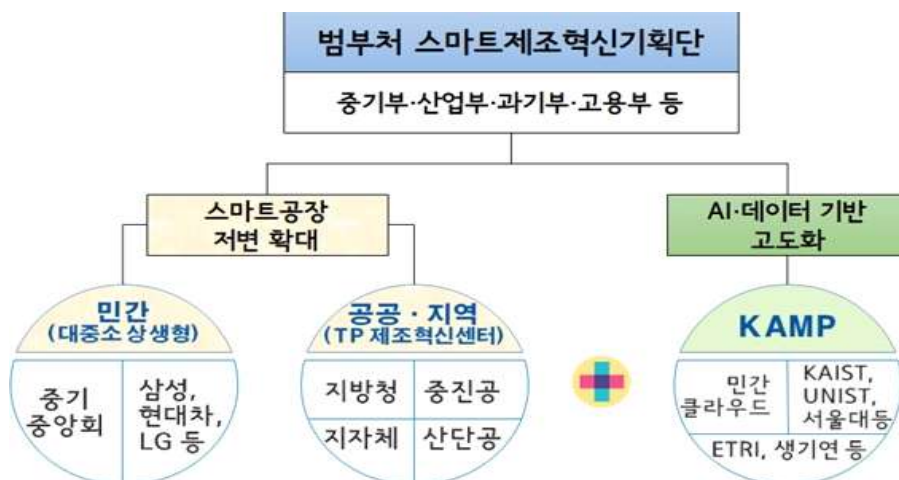 범부처 스마트제조혁신기획단
중기부·산업부·과기부·고용부 등
스마트공장
저변 확대
AI·데이터 기반
고도화
민간
(대중소 상생형)
중기
중앙회
삼성,
현대차,
LG 등
공공·지역
(TP 제조혁신센터)
지방청
중진공
지자체
산단공
KAMP
민간
클라우드
KAIST,
UNIST,
서울대등
ETRI, 생기연 등